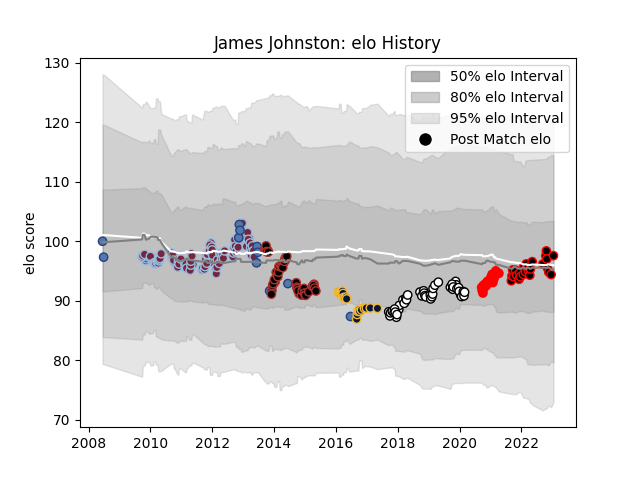 James Johnston: elo History
50% elo Interval
80% elo Interval
95% elo Interval
Post Match elo
elo score
130
120
110
100
90
80
70
2008
2010
2012
2014
2016
2018
2020
2022